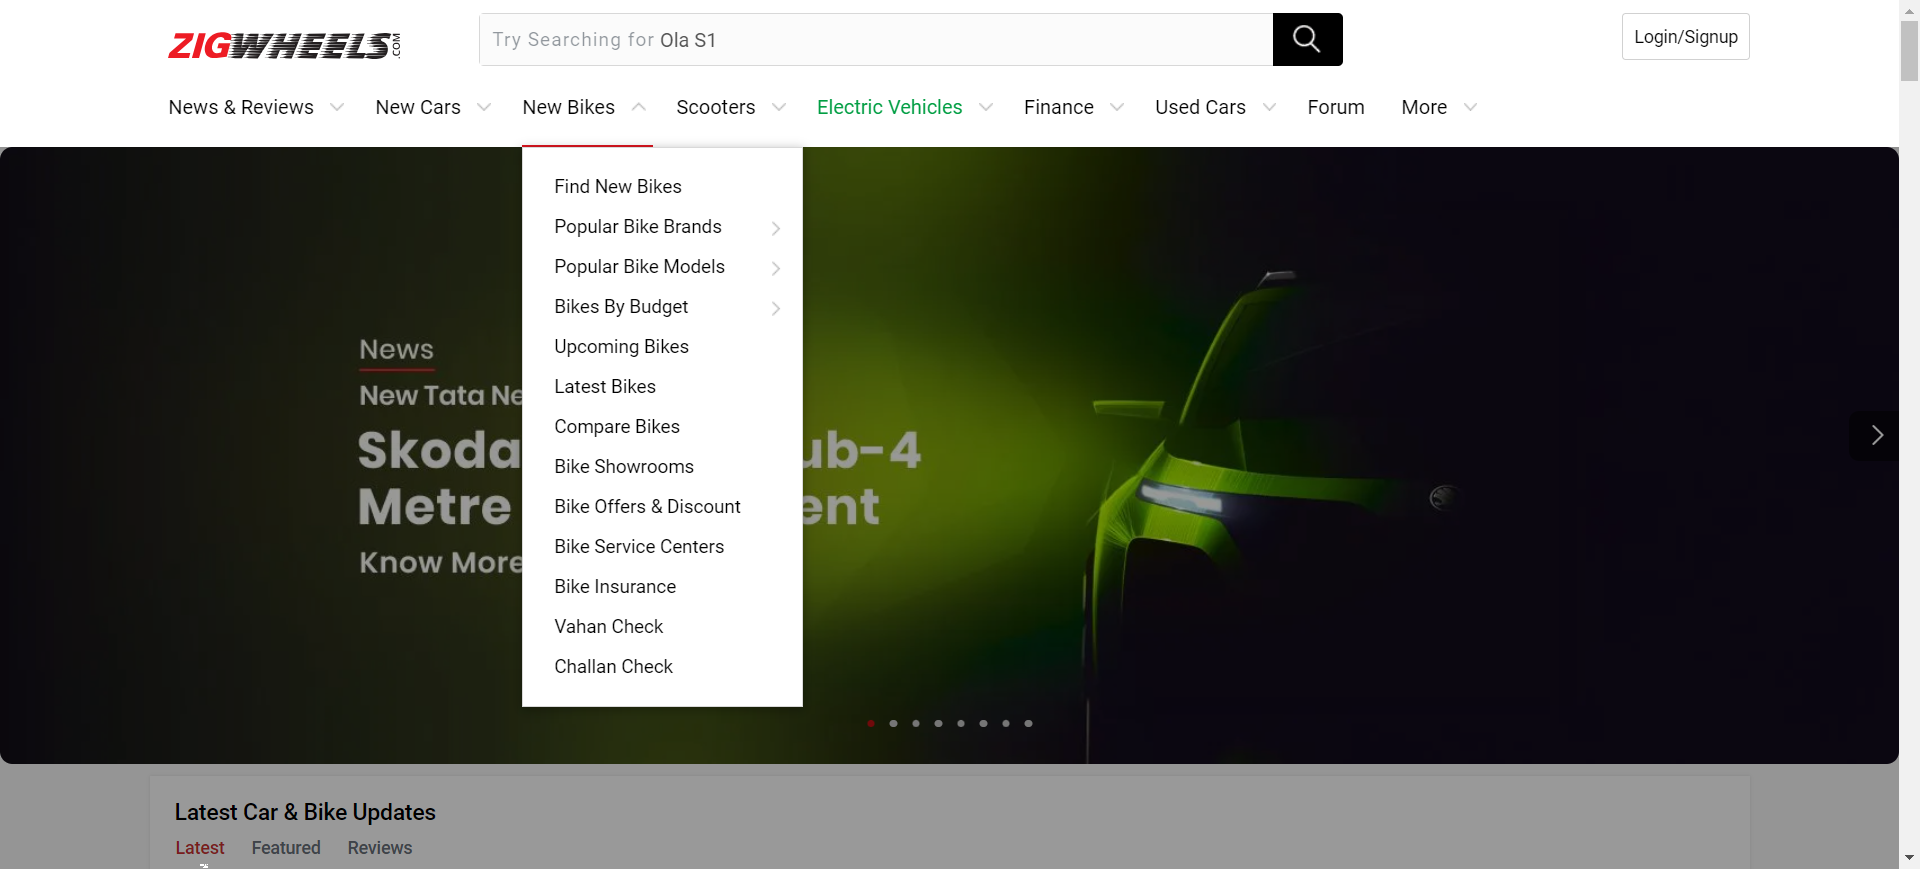 ZIGWHEELS.COM
Try Searching for Ola S1
Login/Signup
News & Reviews New Cars New Bikes Scooters Electric Vehicles Finance Used Cars Forum More
Find New Bikes
Popular Bike Brands
Popular Bike Models
Bikes By Budget
Upcoming Bikes
Latest Bikes
Compare Bikes
Bike Showrooms
Bike Offers & Discount
Bike Service Centers
Bike Insurance
Vahan Check
Challan Check
News
New Tata Ne
Skoda ub-4
Metre ent
Know More
Latest Car & Bike Updates
Latest Featured Reviews